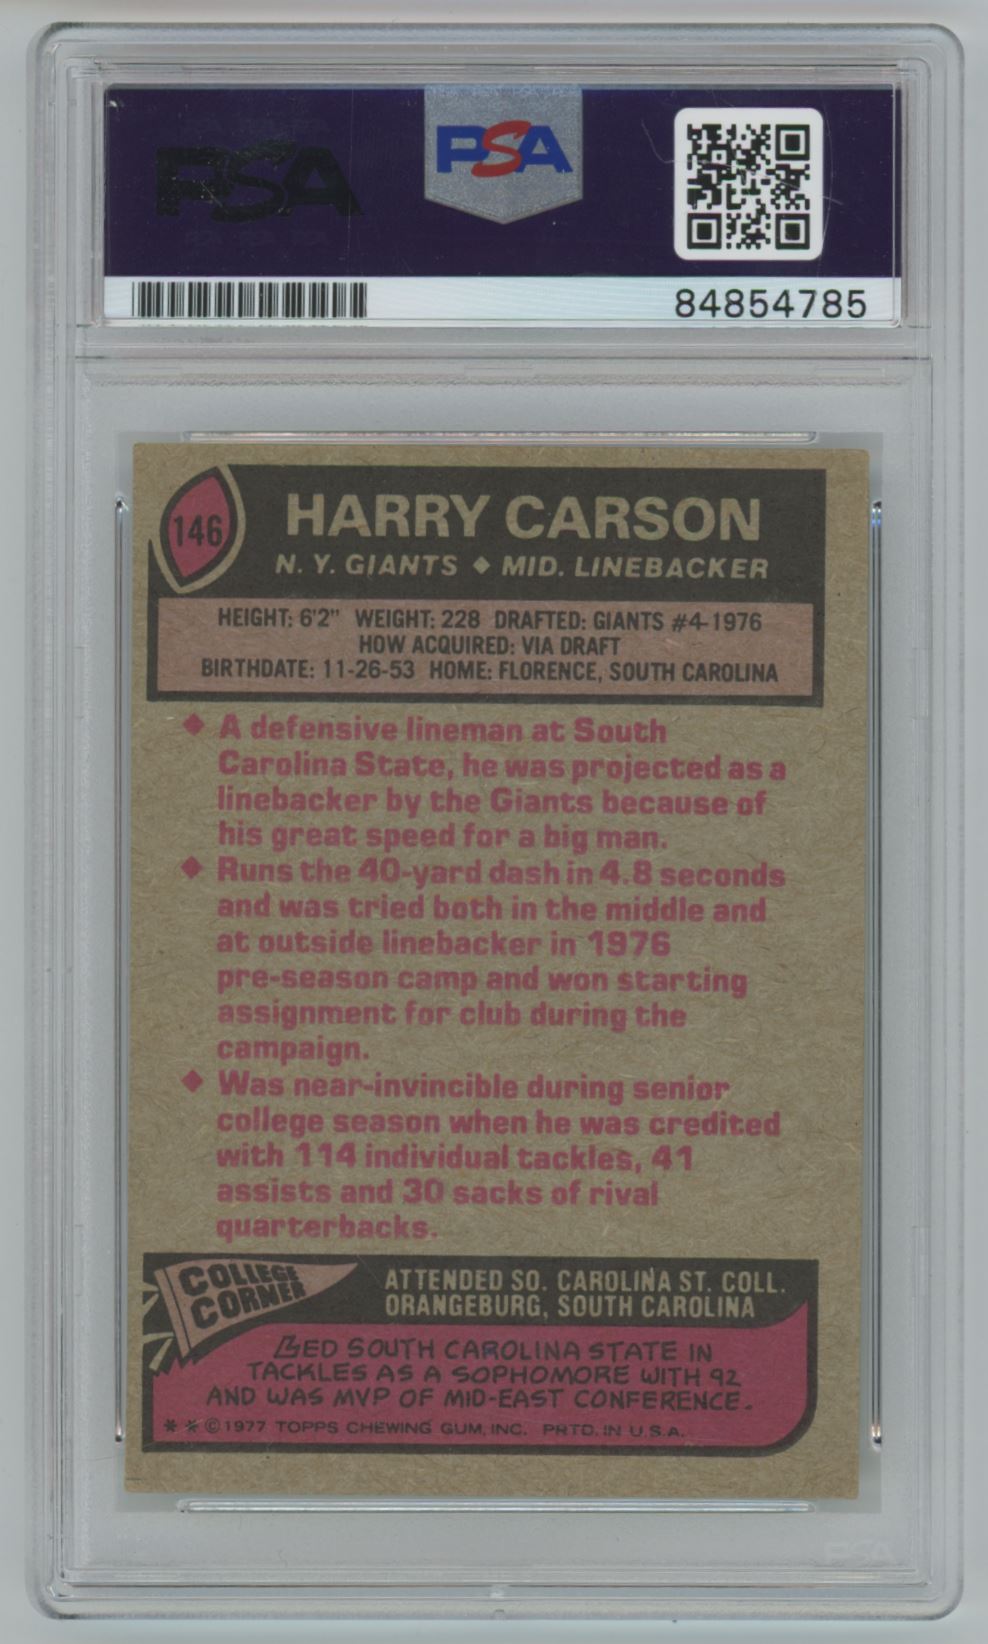 PSA
PSA
84854785
146
HARRY CARSON
N. Y. GIANTS ◆ MID. LINEBACKER
HEIGHT: 6'2" WEIGHT: 228 DRAFTED: GIANTS #4-1976
HOW ACQUIRED: VIA DRAFT
BIRTHDATE: 11-26-53 HOME: FLORENCE, SOUTH CAROLINA
◆ A defensive lineman at South
Carolina State, he was projected as a
linebacker by the Giants because of
his great speed for a big man.
◆ Runs the 40-yard dash in 4.8 seconds
and was tried both in the middle and
at outside linebacker in 1976
pre-season camp and won starting
assignment for club during the
campaign.
◆ Was near-invincible during senior
college season when he was credited
with 114 individual tackles, 41
assists and 30 sacks of rival
quarterbacks.
COLLEGE
CORNER
ATTENDED SO. CAROLINA ST. COLL.
ORANGEBURG, SOUTH CAROLINA
LED SOUTH CAROLINA STATE IN
TACKLES AS A SOPHOMORE WITH 92
AND WAS MVP OF MID-EAST CONFERENCE.
* * © 1977 TOPPS CHEWING GUM, INC. PRTD. IN U.S.A.
PSA